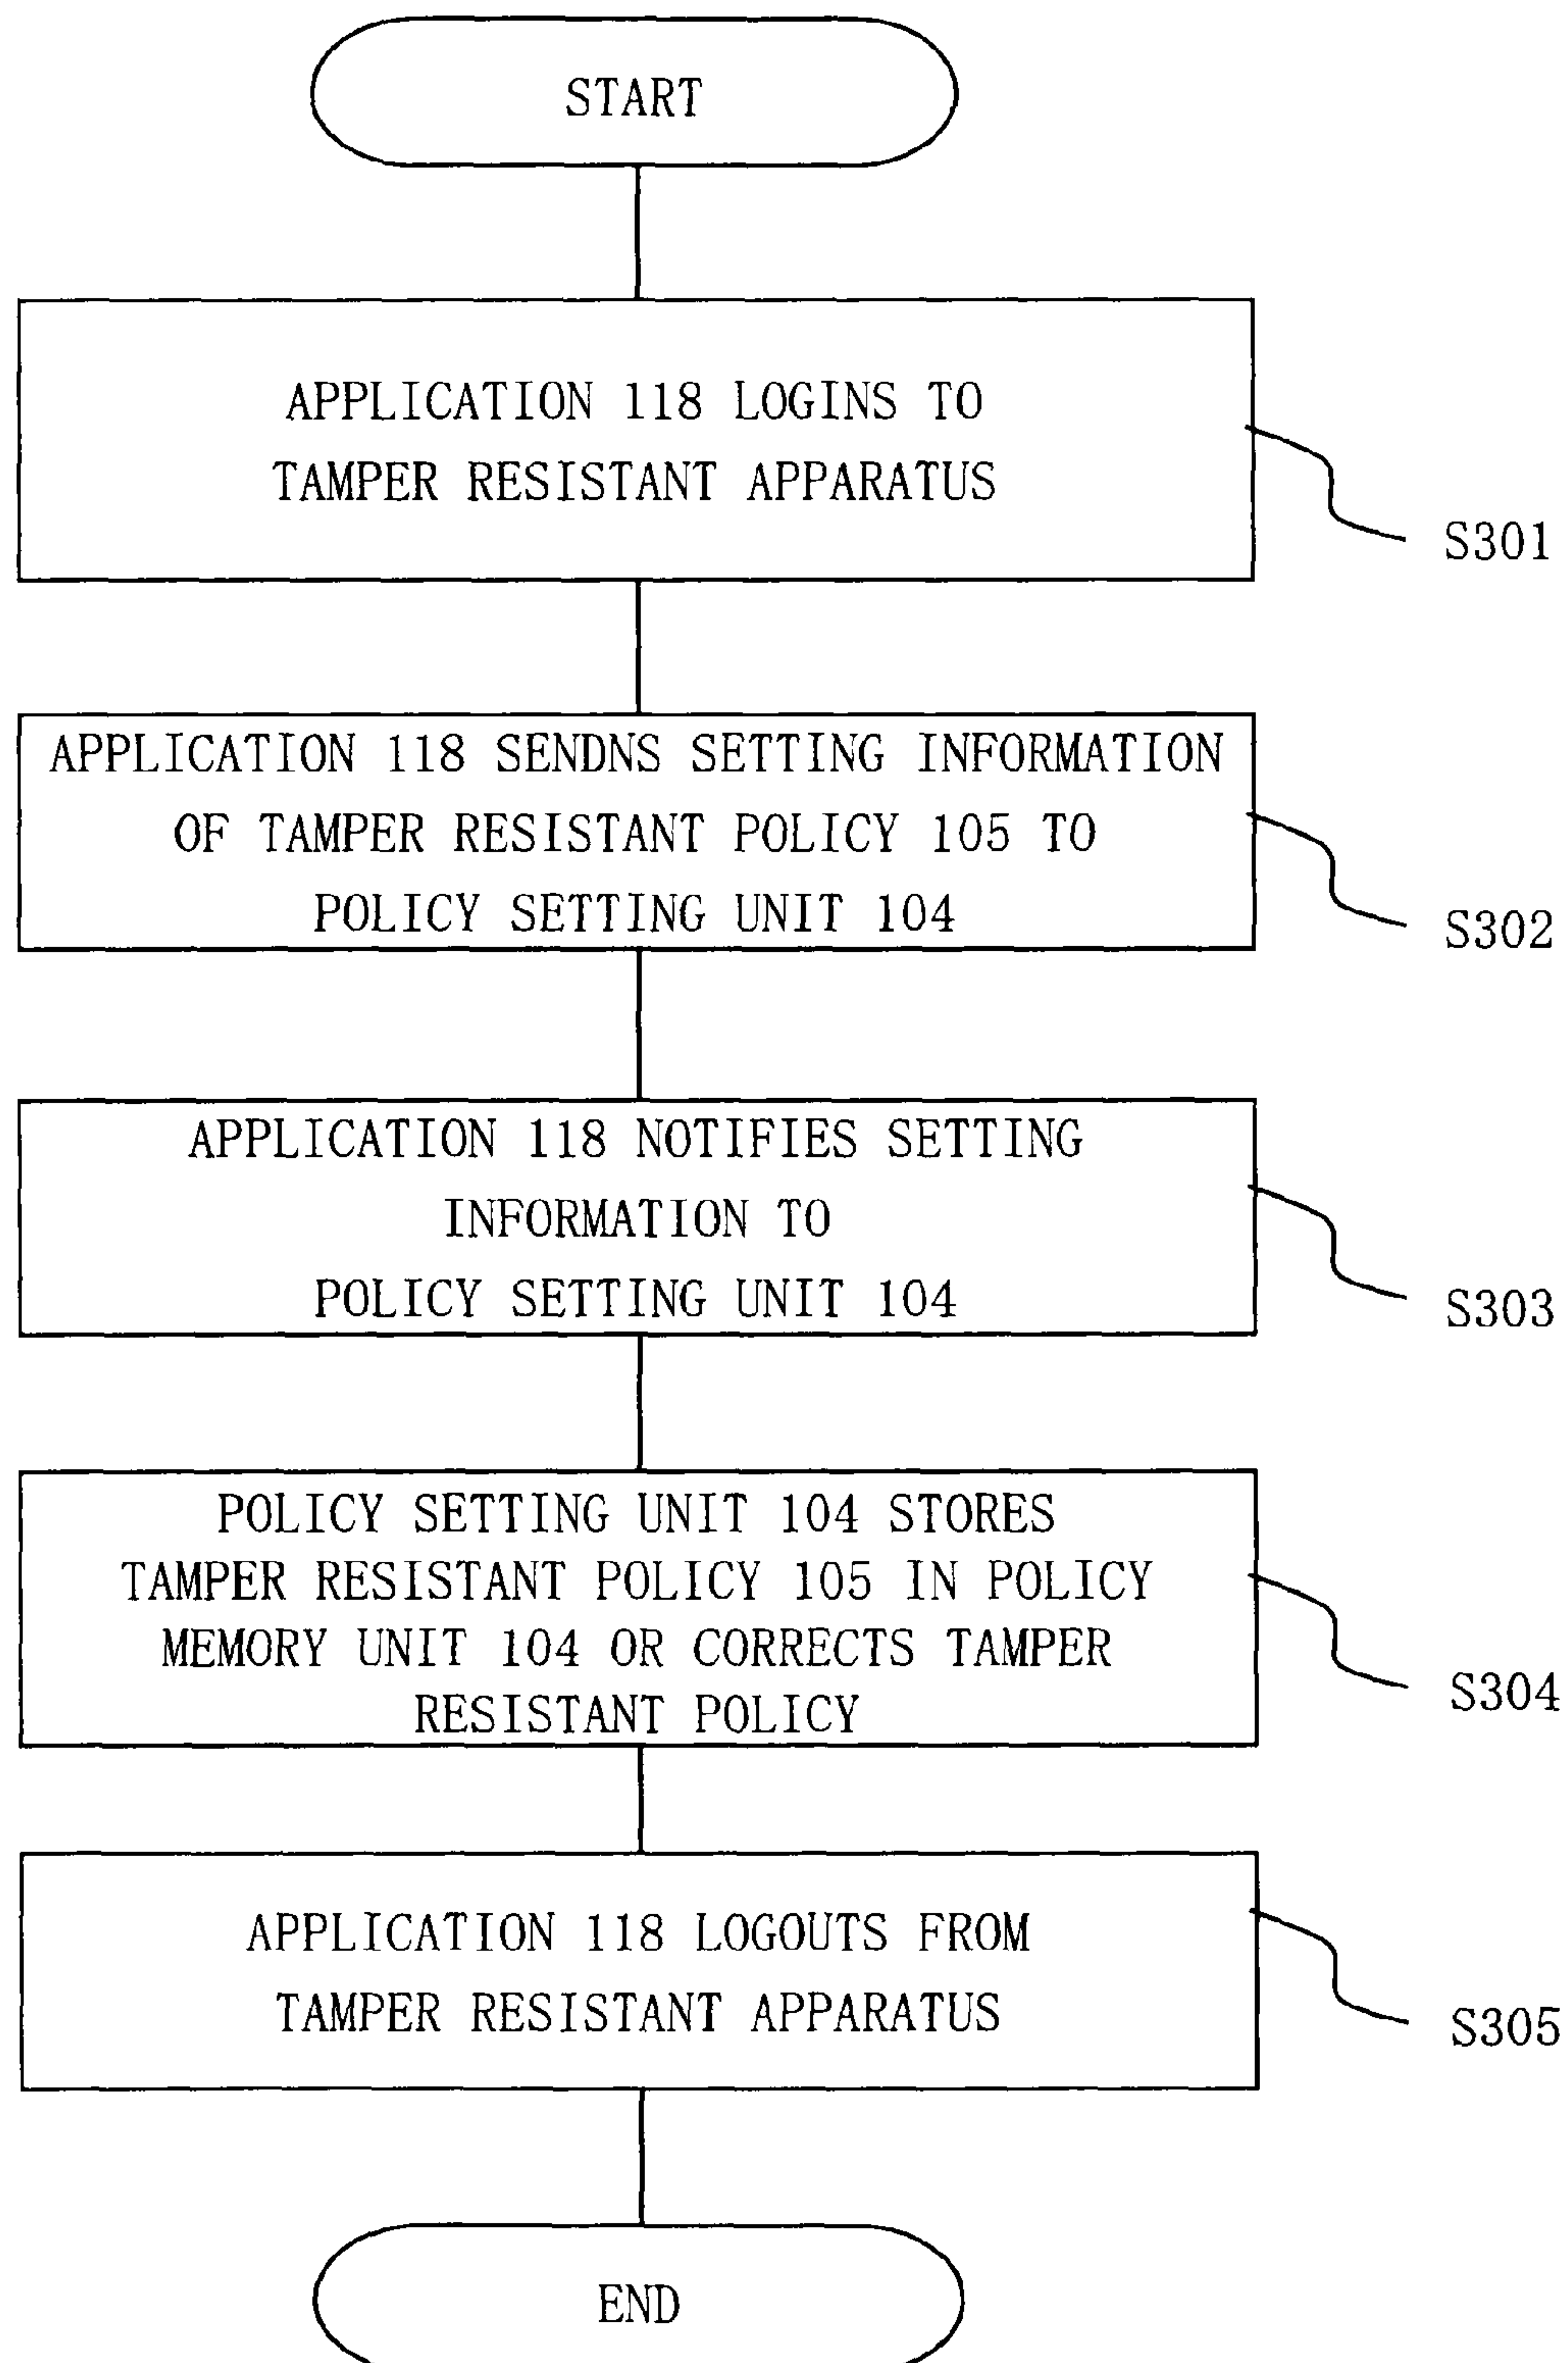 START
APPLICATION 118 LOGINS TO
TAMPER RESISTANT APPARATUS
S301
APPLICATION 118 SENDNS SETTING INFORMATION
OF TAMPER RESISTANT POLICY 105 TO
POLICY SETTING UNIT 104
S302
APPLICATION 118 NOTIFIES SETTING
INFORMATION TO
POLICY SETTING UNIT 104
S303
POLICY SETTING UNIT 104 STORES
TAMPER RESISTANT POLICY 105 IN POLICY
MEMORY UNIT 104 OR CORRECTS TAMPER
RESISTANT POLICY
S304
APPLICATION 118 LOGOUTS FROM
TAMPER RESISTANT APPARATUS
S305
END